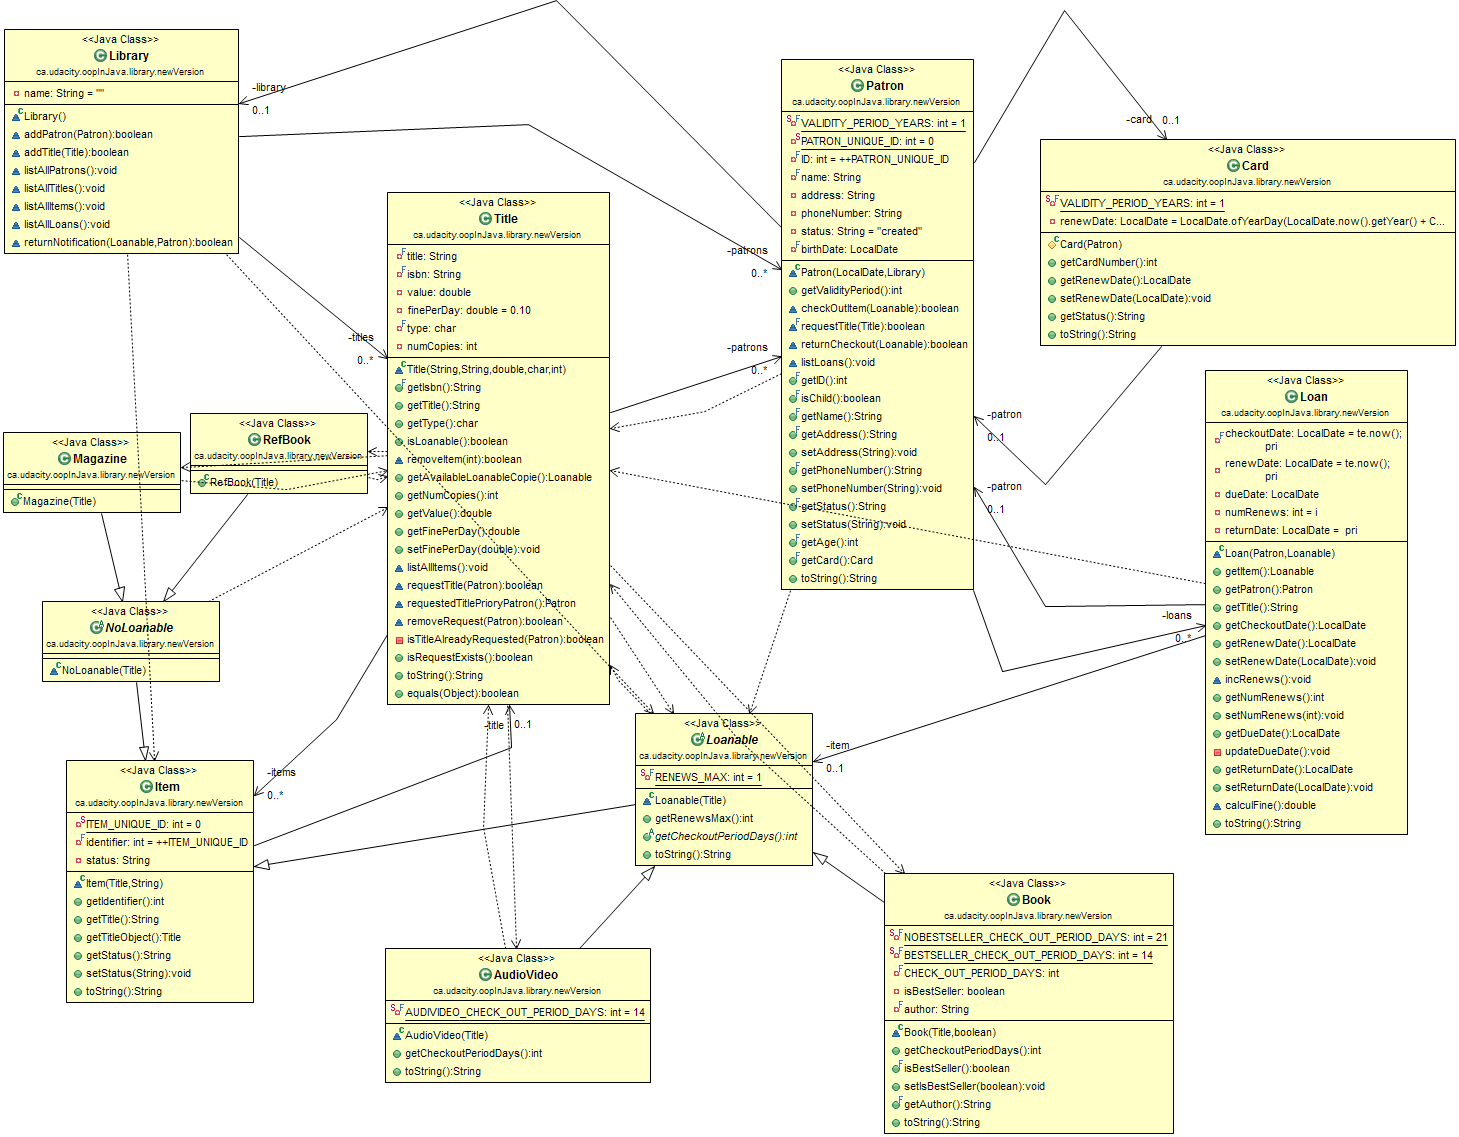 <<Java Class>>
Library
ca.udacity.oopInJava.library.newVersion
name: String = ""
Library()
addPatron(Patron):boolean
addTitle(Title):boolean
listAllPatrons():void
listAllTitles():void
listAllItems():void
listAllLoans():void
returnNotification(Loanable,Patron):boolean
-library
0..1
-patrons
0..*
-titles
0..*
<<Java Class>>
Title
ca.udacity.oopInJava.library.newVersion
title: String
isbn: String
value: double
finePerDay: double = 0.10
type: char
numCopies: int
Title(String,String,double,char,int)
getIsbn():String
getTitle():String
getType():char
isLoanable():boolean
removeItem(int):boolean
getAvailableLoanableCopie():Loanable
getNumCopies():int
getValue():double
getFinePerDay():double
setFinePerDay(double):void
listAllItems():void
requestTitle(Patron):boolean
requestedTitlePrioryPatron():Patron
removeRequest(Patron):boolean
isTitleAlreadyRequested(Patron):boolean
isRequestExists():boolean
toString():String
equals(Object):boolean
-patrons
0..*
<<Java Class>>
Patron
ca.udacity.oopInJava.library.newVersion
VALIDITY_PERIOD_YEARS: int = 1
PATRON_UNIQUE_ID: int = 0
ID: int = ++PATRON_UNIQUE_ID
name: String
address: String
phoneNumber: String
status: String = "created"
birthDate: LocalDate
Patron(LocalDate,Library)
getValidityPeriod():int
checkOutItem(Loanable):boolean
requestTitle(Title):boolean
returnCheckout(Loanable):boolean
listLoans():void
getID():int
isChild():boolean
getName():String
getAddress():String
setAddress(String):void
getPhoneNumber():String
setPhoneNumber(String):void
getStatus():String
setStatus(String):void
getAge():int
getCard():Card
toString():String
-card
0..1
<<Java Class>>
Card
ca.udacity.oopInJava.library.newVersion
VALIDITY_PERIOD_YEARS: int = 1
renewDate: LocalDate = LocalDate.ofYearDay(LocalDate.now().getYear() + C...
Card(Patron)
getCardNumber():int
getRenewDate():LocalDate
setRenewDate(LocalDate):void
getStatus():String
toString():String
-patron
0..1
-patron
0..1
<<Java Class>>
Loan
ca.udacity.oopInJava.library.newVersion
checkoutDate: LocalDate = te.now();
pri
renewDate: LocalDate = te.now();
pri
dueDate: LocalDate
numRenews: int = i
returnDate: LocalDate = pri
Loan(Patron,Loanable)
getItem():Loanable
getPatron():Patron
getTitle():String
getCheckoutDate():LocalDate
getRenewDate():LocalDate
setRenewDate(LocalDate):void
incRenews():void
getNumRenews():int
setNumRenews(int):void
getDueDate():LocalDate
updateDueDate():void
getReturnDate():LocalDate
setReturnDate(LocalDate):void
calculFine():double
toString():String
-loans
0..*
-item
0..1
<<Java Class>>
Magazine
ca.udacity.oopInJava.library.newVersion
Magazine(Title)
<<Java Class>>
RefBook
ca.udacity.oopInJava.library.newVersion
RefBook(Title)
<<Java Class>>
NoLoanable
ca.udacity.oopInJava.library.newVersion
NoLoanable(Title)
<<Java Class>>
Item
ca.udacity.oopInJava.library.newVersion
ITEM_UNIQUE_ID: int = 0
identifier: int = ++ITEM_UNIQUE_ID
status: String
Item(Title,String)
getIdentifier():int
getTitle():String
getTitleObject():Title
getStatus():String
setStatus(String):void
toString():String
-items
0..*
-title
0..1
<<Java Class>>
Loanable
ca.udacity.oopInJava.library.newVersion
RENEWS_MAX: int = 1
Loanable(Title)
getRenewsMax():int
getCheckoutPeriodDays():int
toString():String
<<Java Class>>
AudioVideo
ca.udacity.oopInJava.library.newVersion
AUDIVIDEO_CHECK_OUT_PERIOD_DAYS: int = 14
AudioVideo(Title)
getCheckoutPeriodDays():int
toString():String
<<Java Class>>
Book
ca.udacity.oopInJava.library.newVersion
NOBESTSELLER_CHECK_OUT_PERIOD_DAYS: int = 21
BESTSELLER_CHECK_OUT_PERIOD_DAYS: int = 14
CHECK_OUT_PERIOD_DAYS: int
isBestSeller: boolean
author: String
Book(Title,boolean)
getCheckoutPeriodDays():int
isBestSeller():boolean
setIsBestSeller(boolean):void
getAuthor():String
toString():String